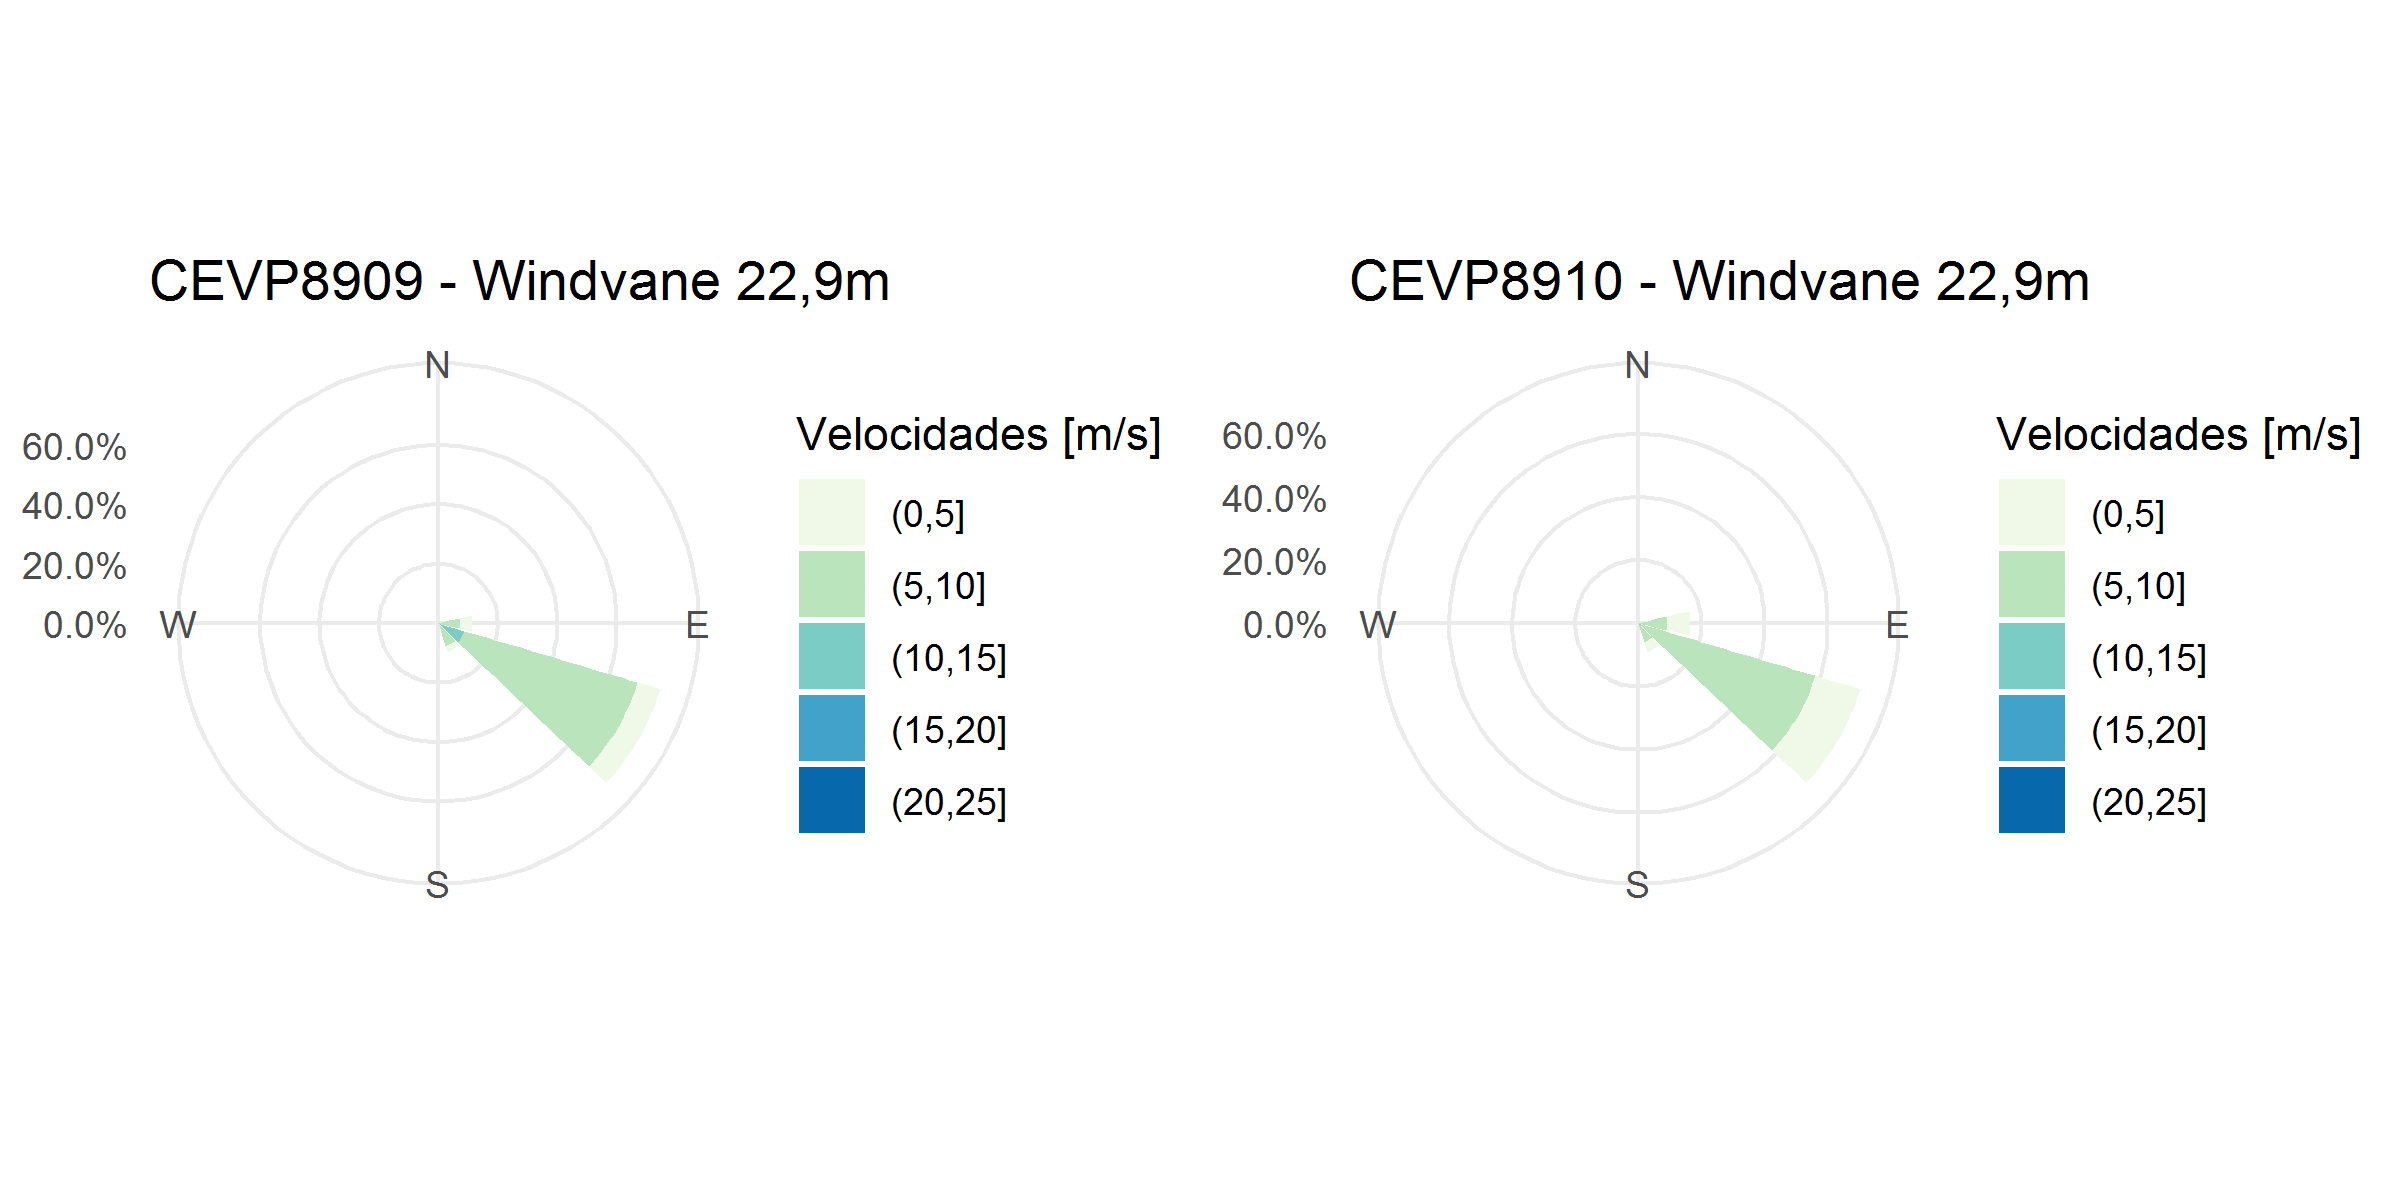 CEVP8909 - Windvane 22,9m
N
60.0%
40.0%
20.0%
0.0%
W
E
S
Velocidades [m/s]
(0,5]
(5,10]
(10,15]
(15,20]
(20,25]
CEVP8910 - Windvane 22,9m
N
60.0%
40.0%
20.0%
0.0%
W
E
S
Velocidades [m/s]
(0,5]
(5,10]
(10,15]
(15,20]
(20,25]